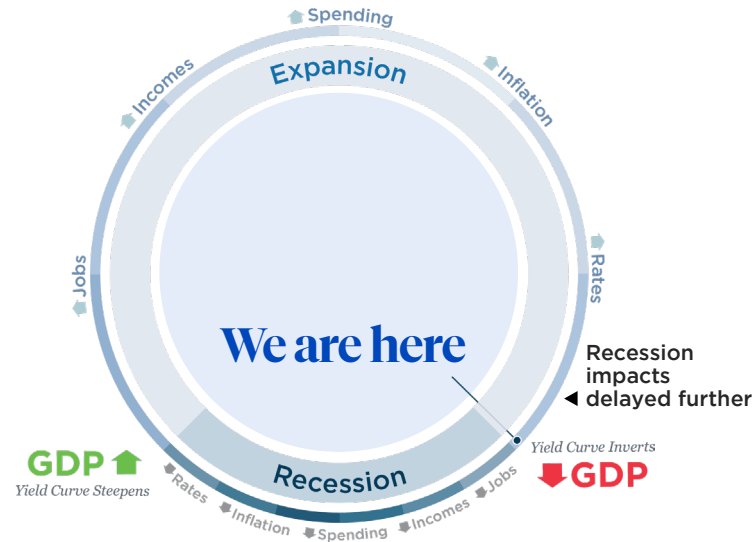 Spending
Expansion
Incomes
Inflation
Jobs
Rates
We are here
Recession
impacts
delayed further
GDP
Yield Curve Steepens
Yield Curve Inverts
GDP
Recession
Rates
Inflation
Spending
Incomes
Jobs